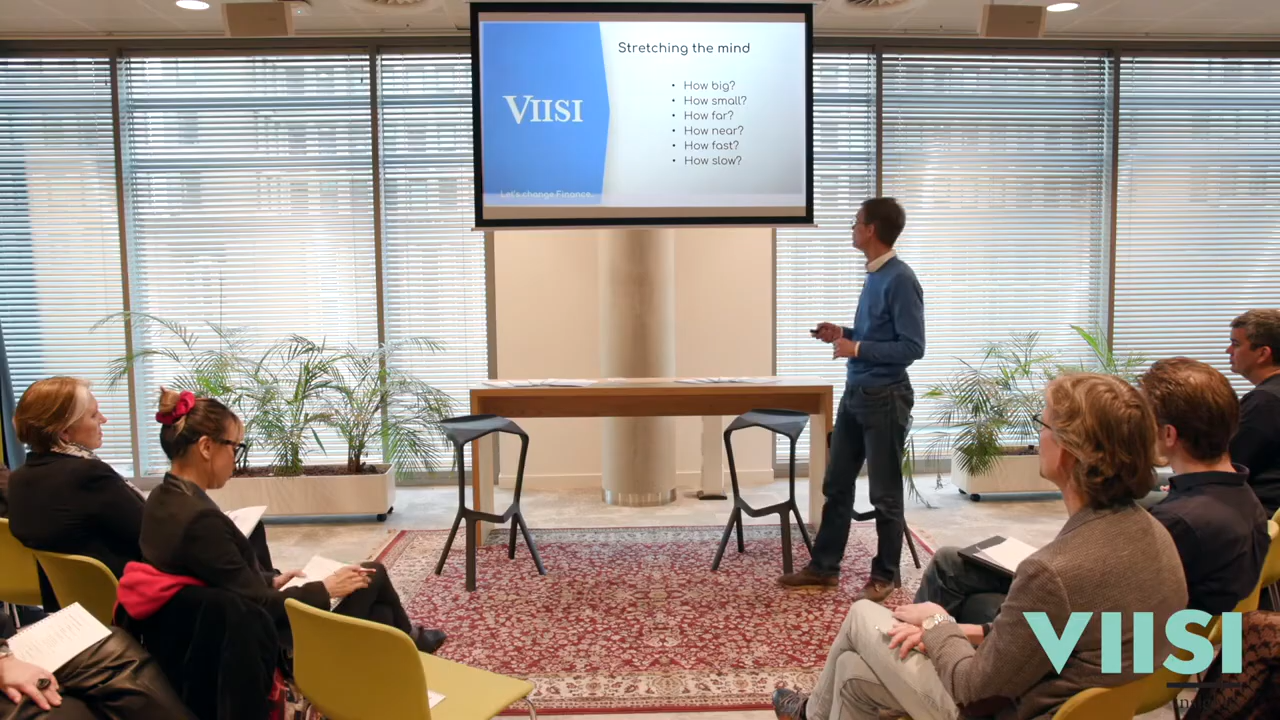 Stretching the mind
• How big?
• How small?
• How far?
• How near?
• How fast?
• How slow?
VIISI
Let's change Finance.
VIISI